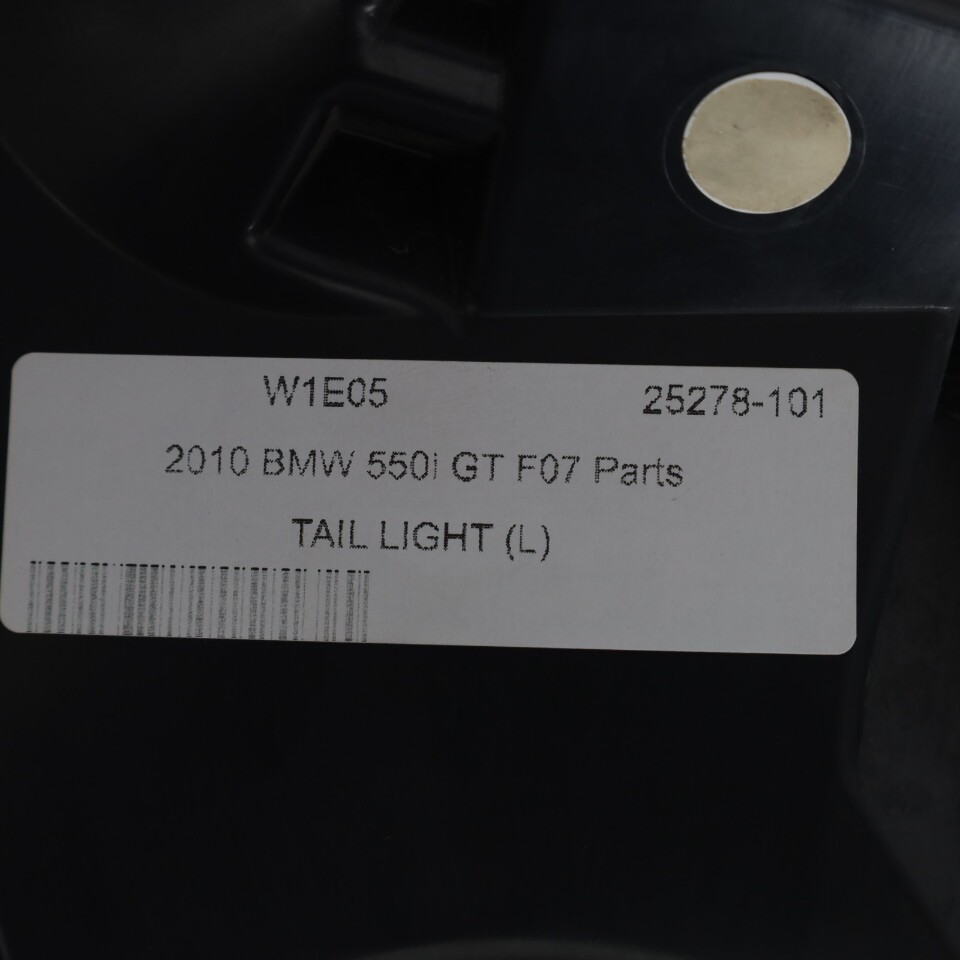 W1E05 25278-101
2010 BMW 550i GT F07 Parts
TAIL LIGHT (L)